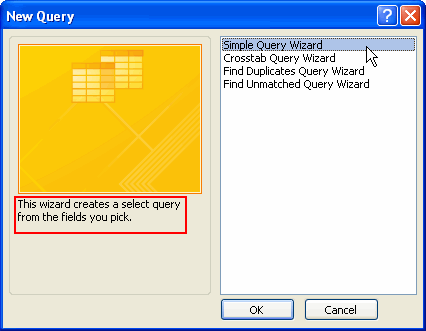 New Query
Simple Query Wizard
Crosstab Query Wizard
Find Duplicates Query Wizard
Find Unmatched Query Wizard
This wizard creates a select query
from the fields you pick.
OK
Cancel